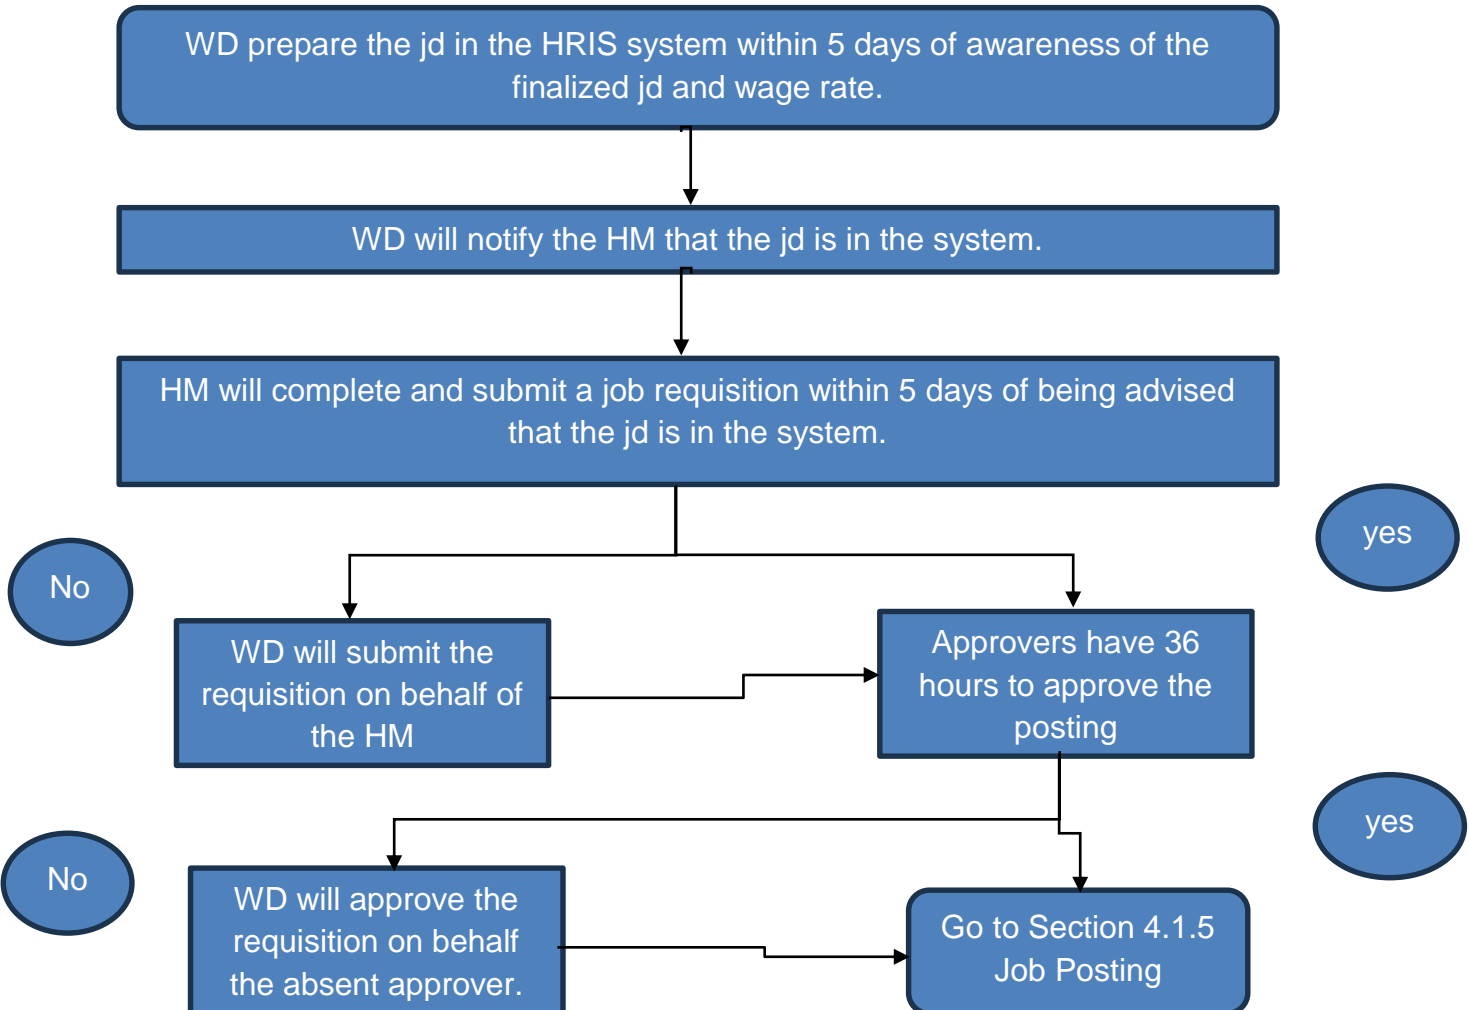 WD prepare the jd in the HRIS system within 5 days of awareness of the
finalized jd and wage rate.
WD will notify the HM that the jd is in the system.
HM will complete and submit a job requisition within 5 days of being advised
that the jd is in the system.
yes
No
WD will submit the
requisition on behalf of
the HM
Approvers have 36
hours to approve the
posting
yes
No
WD will approve the
requisition on behalf
the absent approver.
Go to Section 4.1.5
Job Posting